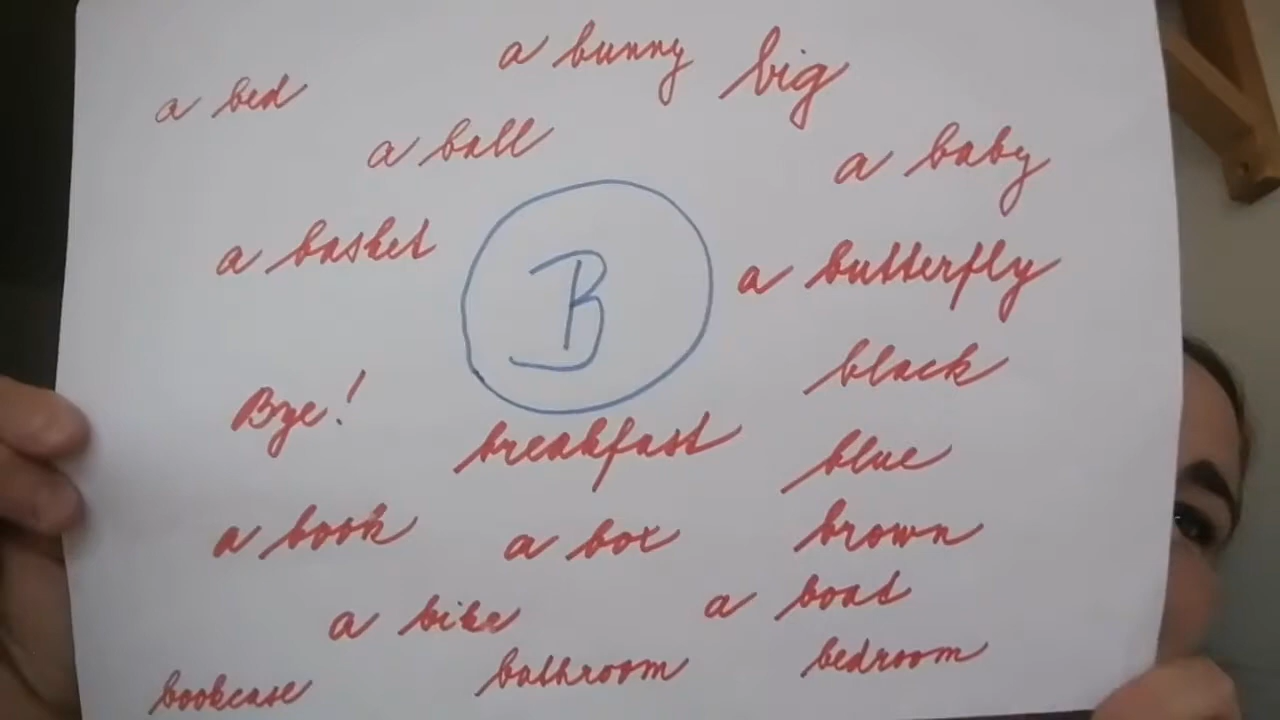 a bunny
big
a bed
a ball
a baby
a basket
a butterfly
B
black
Bye!
breakfast
blue
a book
a box
brown
a bike
a boat
bookcase
bathroom
bedroom